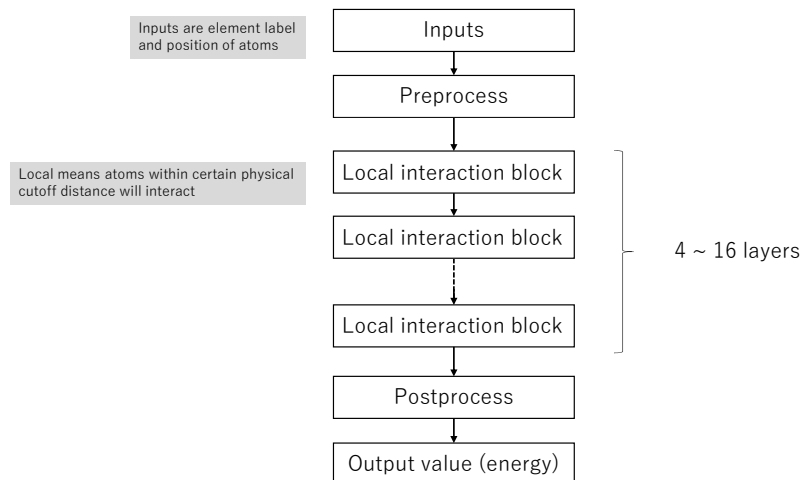 Inputs are element label
and position of atoms
Inputs
Preprocess
Local means atoms within certain physical
cutoff distance will interact
Local interaction block
Local interaction block
4 ~ 16 layers
Local interaction block
Postprocess
Output value (energy)